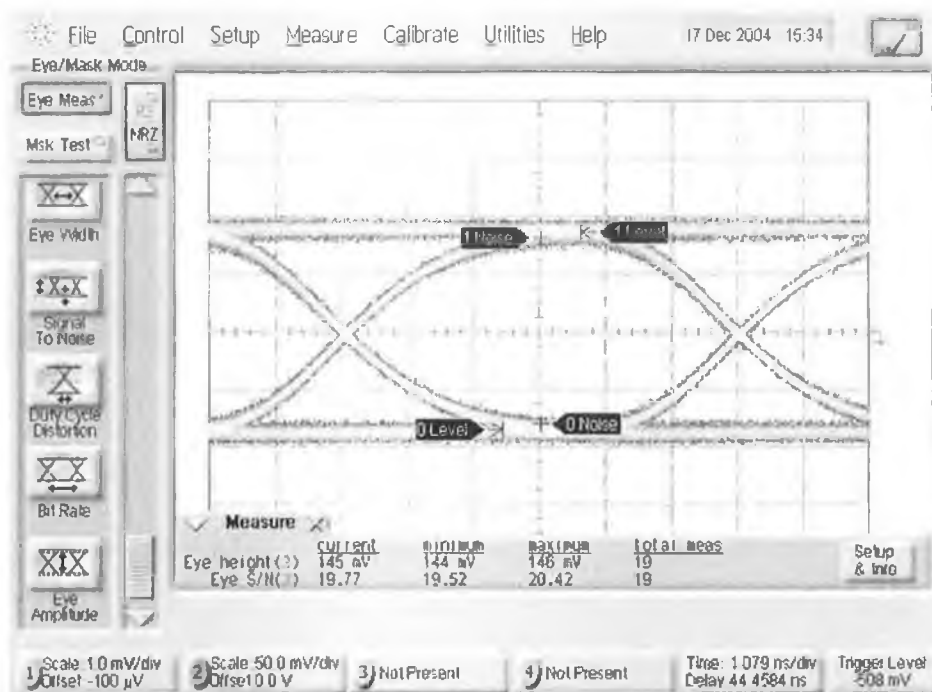 File Control Setup Measure Calibrate Utilities Help 17 Dec 2004 15:34
Eye/Mask Mode
Eye Meas
NRZ
Msk Test
Eye Width
Signal
To Noise
Duty Cycle
Distortion
Bit Rate
Eye
Amplitude
1 Noise
1 Level
0 Level
0 Noise
Measure
current minimum maximum total meas
Eye height(2) 145 mV 144 mV 146 mV 19
Eye S/N(2) 19.77 19.52 20.42 19
Setup
& Info
1) Scale 1.0 mV/div
Offset -100 µV
2) Scale 50.0 mV/div
Offset 0.0 V
3) Not Present
4) Not Present
Time: 1.079 ns/div
Delay 44.4584 ns
Trigger Level
-508 mV